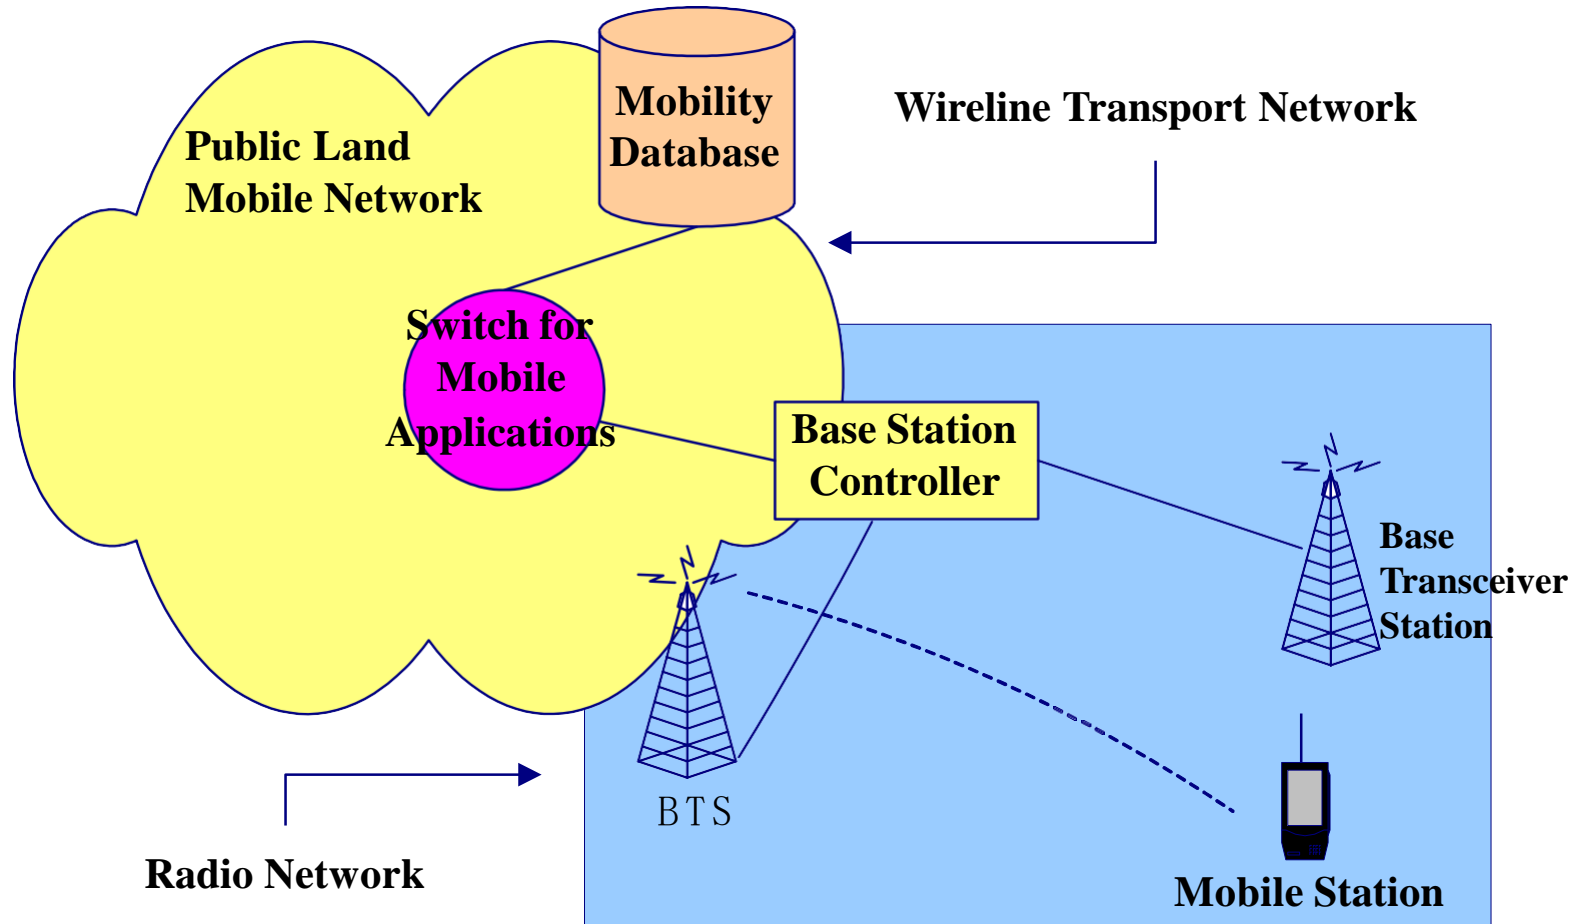 Mobility
Database
Wireline Transport Network
Public Land
Mobile Network
Switch for
Mobile
Applications
Base Station
Controller
Base
Transceiver
Station
BTS
Radio Network
Mobile Station